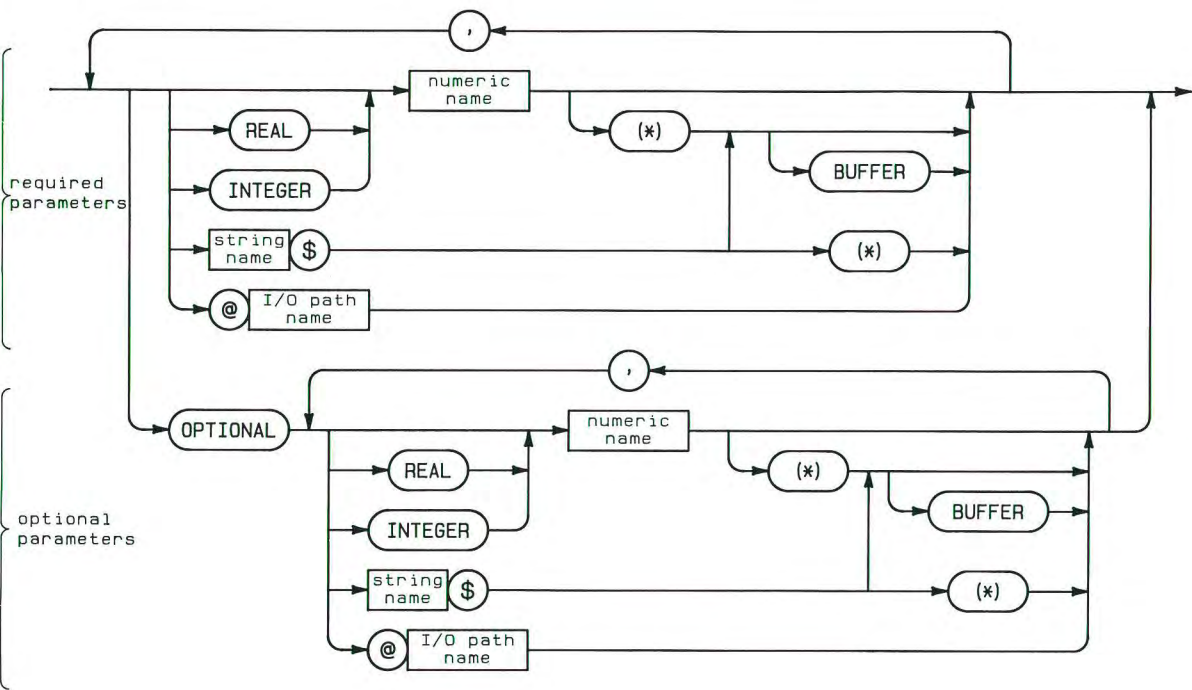 ,
numeric
name
REAL
(*)
INTEGER
BUFFER
required
parameters
string
name
$
(*)
@
I/O path
name
,
OPTIONAL
numeric
name
REAL
(*)
INTEGER
BUFFER
optional
parameters
string
name
$
(*)
@
I/O path
name